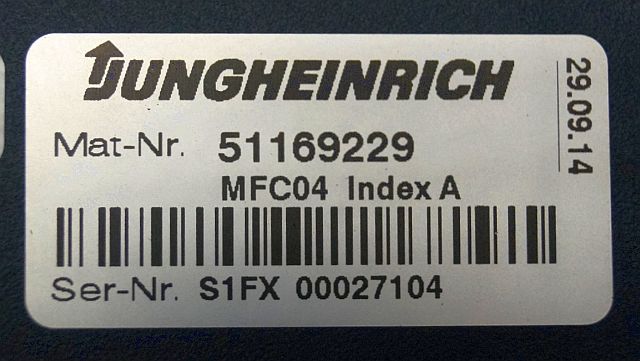 JUNGHEINRICH
Mat-Nr. 51169229
MFC04 Index A
Ser-Nr. S1FX 00027104
29.09.14